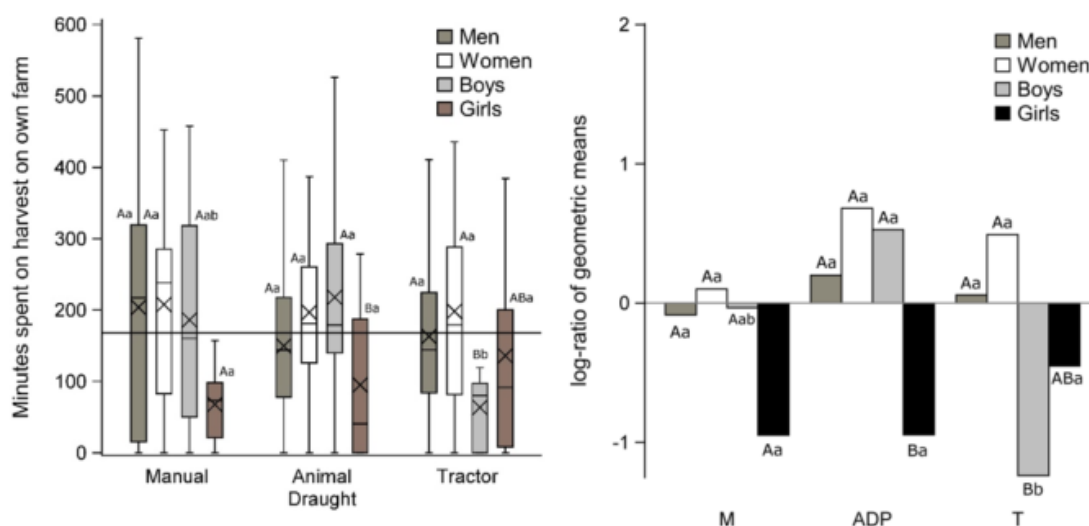 Minutes spent on harvest on own farm
600
500
400
300
200
100
0
Men
Women
Boys
Girls
Aa
Aa
Aab
Aa
Aa
Aa
Aa
Ba
Aa
Aa
Bb
ABa
Manual
Animal
Draught
Tractor
log-ratio of geometric means
2
1
0
-1
Men
Women
Boys
Girls
Aa
Aa
Aab
Aa
Aa
Aa
Aa
Ba
Aa
Aa
Bb
ABa
M
ADP
T